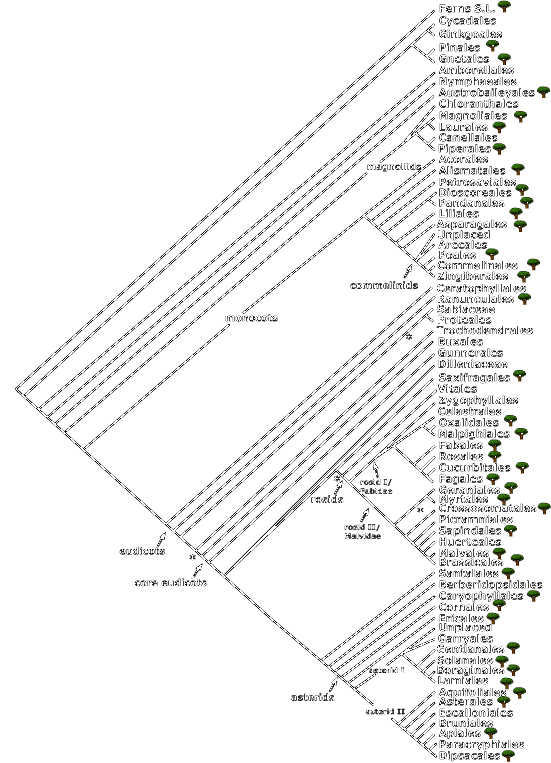 Ferns S.L.
Cycadales
Ginkgoales
Pinales
Gnetales
Amborellales
Nymphaeales
Austrobaileyales
Chloranthales
Magnoliales
Laurales
Canellales
Piperales
magnoliids
Acorales
Alismatales
Petrosaviales
Dioscoreales
Pandanales
Liliales
Asparagales
Unplaced
Arecales
Poales
Commelinales
Zingiberales
commelinids
monocots
Ceratophyllales
Ranunculales
Sabiaceae
Proteales
Trochodendrales
Buxales
Gunnerales
Dilleniaceae
Saxifragales
Vitales
Zygophyllales
Celastrales
Oxalidales
Malpighiales
Fabales
Rosales
Cucurbitales
Fagales
rosid I/
Fabidae
rosids
Geraniales
Myrtales
Crossosomatales
Picramniales
Sapindales
Huerteales
Malvales
Brassicales
rosid II/
Malvidae
eudicots
core eudicots
Santalales
Berberidopsidales
Caryophyllales
Cornales
Ericales
Unplaced
Garryales
Gentianales
Solanales
Boraginales
Lamiales
asterid I
asterids
asterid II
Aquifoliales
Asterales
Escalloniales
Bruniales
Apiales
Paracryphiales
Dipsacales